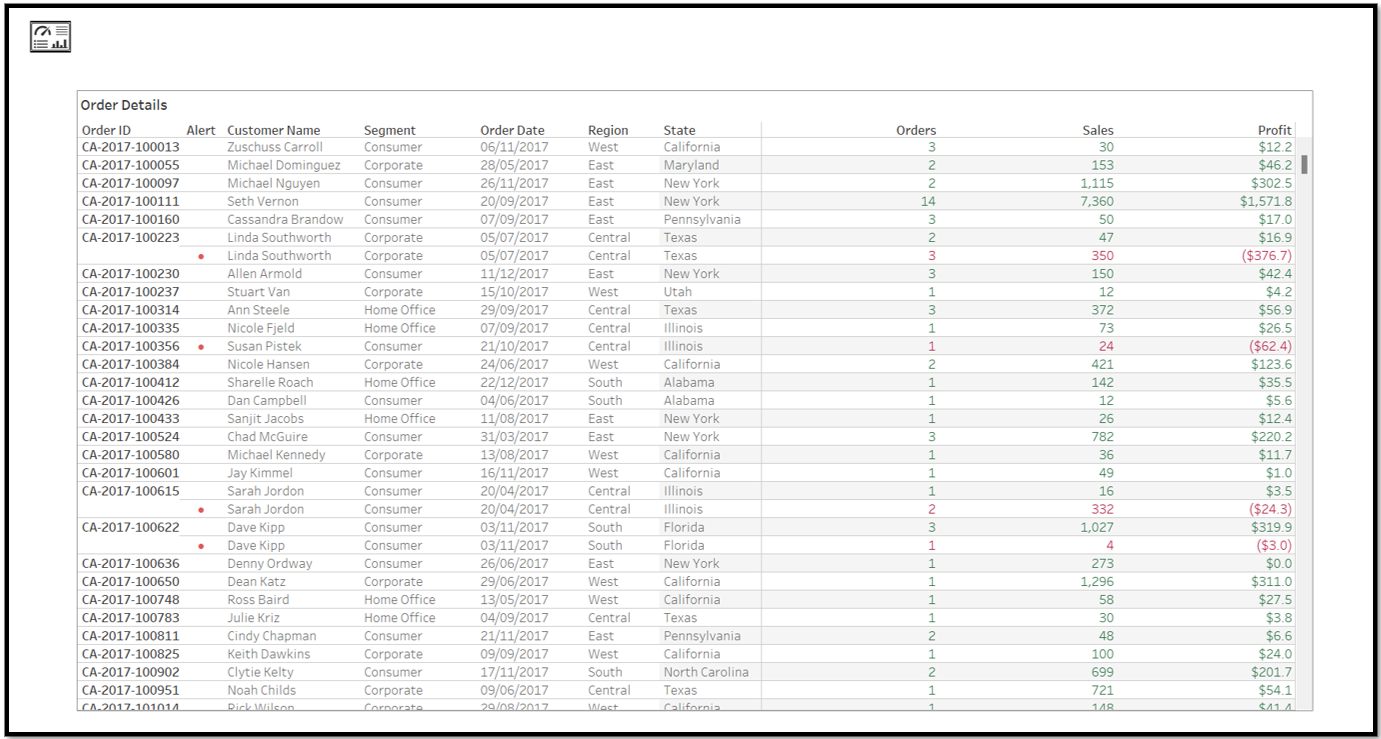 Order Details
Order ID Alert Customer Name Segment Order Date Region State Orders Sales Profit
CA-2017-100013 Zuschuss Carroll Consumer 06/11/2017 West California 3 30 $12.2
CA-2017-100055 Michael Dominguez Corporate 28/05/2017 East Maryland 2 153 $46.2
CA-2017-100097 Michael Nguyen Consumer 26/11/2017 East New York 2 1,115 $302.5
CA-2017-100111 Seth Vernon Consumer 20/09/2017 East New York 14 7,360 $1,571.8
CA-2017-100160 Cassandra Brandow Consumer 07/09/2017 East Pennsylvania 3 50 $17.0
CA-2017-100223 Linda Southworth Corporate 05/07/2017 Central Texas 2 47 $16.9
Linda Southworth Corporate 05/07/2017 Central Texas 3 350 ($376.7)
CA-2017-100230 Allen Armold Consumer 11/12/2017 East New York 3 150 $42.4
CA-2017-100237 Stuart Van Corporate 15/10/2017 West Utah 1 12 $4.2
CA-2017-100314 Ann Steele Home Office 29/09/2017 Central Texas 3 372 $56.9
CA-2017-100335 Nicole Fjeld Home Office 07/09/2017 Central Illinois 1 73 $26.5
CA-2017-100356 Susan Pistek Consumer 21/10/2017 Central Illinois 1 24 ($62.4)
CA-2017-100384 Nicole Hansen Corporate 24/06/2017 West California 2 421 $123.6
CA-2017-100412 Sharelle Roach Home Office 22/12/2017 South Alabama 1 142 $35.5
CA-2017-100426 Dan Campbell Consumer 04/06/2017 South Alabama 1 12 $5.6
CA-2017-100433 Sanjit Jacobs Home Office 11/08/2017 East New York 1 26 $12.4
CA-2017-100524 Chad McGuire Consumer 31/03/2017 East New York 3 782 $220.2
CA-2017-100580 Michael Kennedy Corporate 13/08/2017 West California 1 36 $11.7
CA-2017-100601 Jay Kimmel Consumer 16/11/2017 West California 1 49 $1.0
CA-2017-100615 Sarah Jordon Consumer 20/04/2017 Central Illinois 1 16 $3.5
Sarah Jordon Consumer 20/04/2017 Central Illinois 2 332 ($24.3)
CA-2017-100622 Dave Kipp Consumer 03/11/2017 South Florida 3 1,027 $319.9
Dave Kipp Consumer 03/11/2017 South Florida 1 4 ($3.0)
CA-2017-100636 Denny Ordway Consumer 26/06/2017 East New York 1 273 $0.0
CA-2017-100650 Dean Katz Corporate 29/06/2017 West California 1 1,296 $311.0
CA-2017-100748 Ross Baird Home Office 13/05/2017 West California 1 58 $27.5
CA-2017-100783 Julie Kriz Home Office 04/09/2017 Central Texas 1 30 $3.8
CA-2017-100811 Cindy Chapman Consumer 21/11/2017 East Pennsylvania 2 48 $6.6
CA-2017-100825 Keith Dawkins Corporate 09/09/2017 West California 1 100 $24.0
CA-2017-100902 Clytie Kelty Consumer 17/11/2017 South North Carolina 2 699 $201.7
CA-2017-100951 Noah Childs Corporate 09/06/2017 Central Texas 1 721 $54.1
CA-2017-101014 Rick Wilson Corporate 29/08/2017 West California 1 148 $41.4